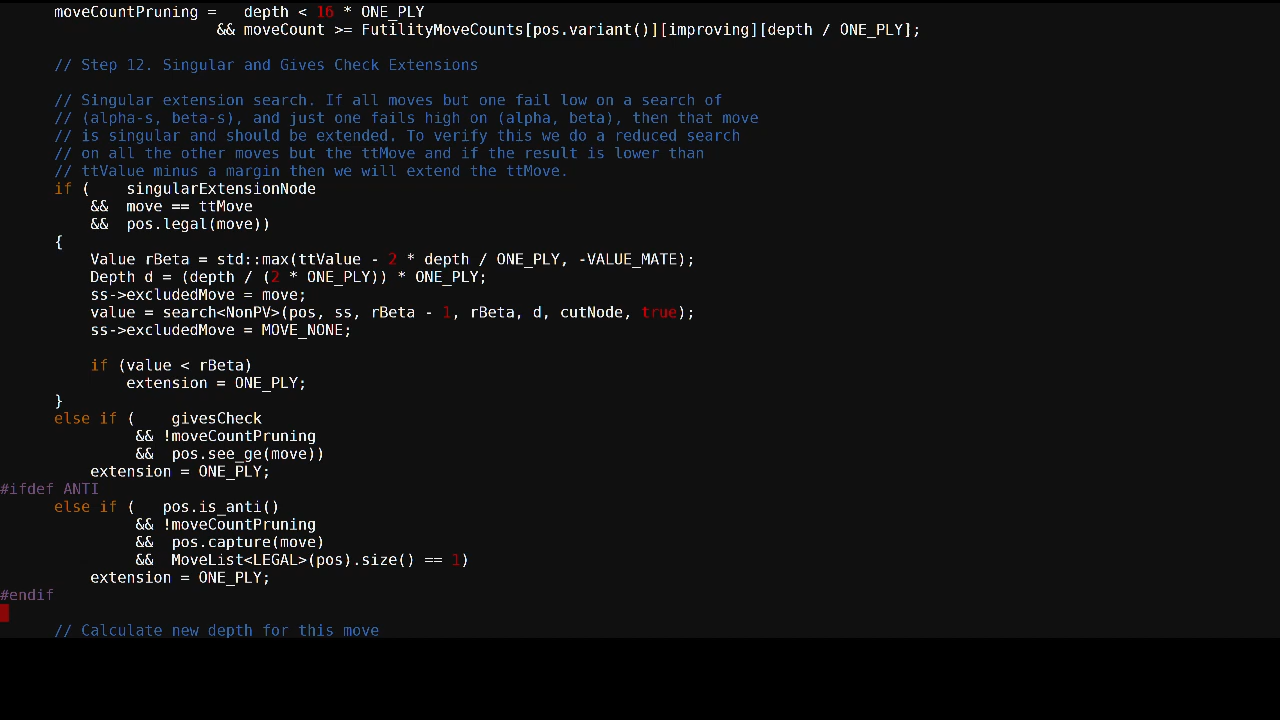 moveCountPruning =   depth < 16 * ONE_PLY
&& moveCount >= FutilityMoveCounts[pos.variant()][improving][depth / ONE_PLY];
// Step 12. Singular and Gives Check Extensions
// Singular extension search. If all moves but one fail low on a search of
// (alpha-s, beta-s), and just one fails high on (alpha, beta), then that move
// is singular and should be extended. To verify this we do a reduced search
// on all the other moves but the ttMove and if the result is lower than
// ttValue minus a margin then we will extend the ttMove.
if (    singularExtensionNode
&&  move == ttMove
&&  pos.legal(move))
{
Value rBeta = std::max(ttValue - 2 * depth / ONE_PLY, -VALUE_MATE);
Depth d = (depth / (2 * ONE_PLY)) * ONE_PLY;
ss->excludedMove = move;
value = search<NonPV>(pos, ss, rBeta - 1, rBeta, d, cutNode, true);
ss->excludedMove = MOVE_NONE;
if (value < rBeta)
extension = ONE_PLY;
}
else if (    givesCheck
&& !moveCountPruning
&&  pos.see_ge(move))
extension = ONE_PLY;
#ifdef ANTI
else if (   pos.is_anti()
&& !moveCountPruning
&&  pos.capture(move)
&&  MoveList<LEGAL>(pos).size() == 1)
extension = ONE_PLY;
#endif
// Calculate new depth for this move